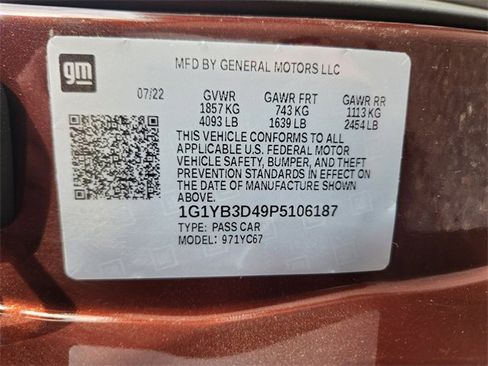 gm
MFD BY GENERAL MOTORS LLC
07/22 GVWR GAWR FRT GAWR RR
1857 KG 743 KG 1113 KG
4093 LB 1639 LB 2454 LB
THIS VEHICLE CONFORMS TO ALL
APPLICABLE U.S. FEDERAL MOTOR
VEHICLE SAFETY, BUMPER, AND THEFT
PREVENTION STANDARDS IN EFFECT ON
THE DATE OF MANUFACTURE SHOWN
ABOVE.
1G1YB3D49P5106187
TYPE: PASS CAR
MODEL: 971YC67